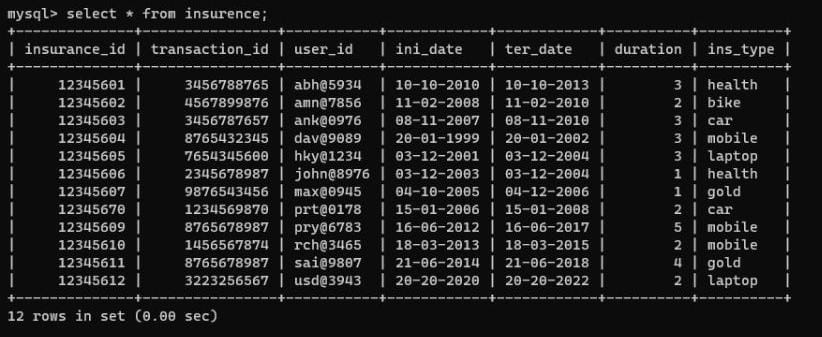 mysql> select * from insurence;
+--------------+----------------+-----------+------------+------------+----------+----------+
| insurance_id | transaction_id | user_id   | ini_date   | ter_date   | duration | ins_type |
+--------------+----------------+-----------+------------+------------+----------+----------+
|     12345601 |     3456788765 | abh@5934  | 10-10-2010 | 10-10-2013 |        3 | health   |
|     12345602 |     4567899876 | amn@7856  | 11-02-2008 | 11-02-2010 |        2 | bike     |
|     12345603 |     3456787657 | ank@0976  | 08-11-2007 | 08-11-2010 |        3 | car      |
|     12345604 |     8765432345 | dav@9089  | 20-01-1999 | 20-01-2002 |        3 | mobile   |
|     12345605 |     7654345600 | hky@1234  | 03-12-2001 | 03-12-2004 |        3 | laptop   |
|     12345606 |     2345678987 | john@8976 | 03-12-2003 | 03-12-2004 |        1 | health   |
|     12345607 |     9876543456 | max@0945  | 04-10-2005 | 04-12-2006 |        1 | gold     |
|     12345670 |     1234569870 | prt@0178  | 15-01-2006 | 15-01-2008 |        2 | car      |
|     12345609 |     8765678987 | pry@6783  | 16-06-2012 | 16-06-2017 |        5 | mobile   |
|     12345610 |     1456567874 | rch@3465  | 18-03-2013 | 18-03-2015 |        2 | mobile   |
|     12345611 |     8765678987 | sai@9807  | 21-06-2014 | 21-06-2018 |        4 | gold     |
|     12345612 |     3223256567 | usd@3943  | 20-20-2020 | 20-20-2022 |        2 | laptop   |
+--------------+----------------+-----------+------------+------------+----------+----------+
12 rows in set (0.00 sec)